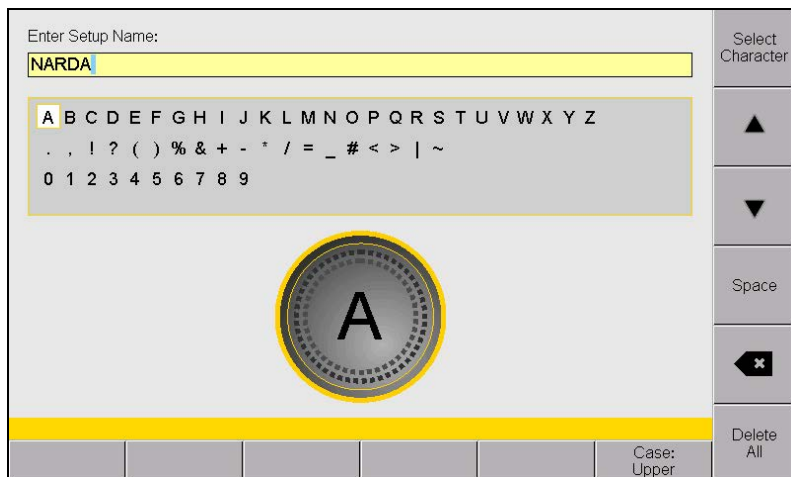 Enter Setup Name:
NARDA
A B C D E F G H I J K L M N O P Q R S T U V W X Y Z
. , ! ? ( ) % & + - * / = _ # < > | ~
0 1 2 3 4 5 6 7 8 9
A
Select
Character
Space
Delete
All
Case:
Upper